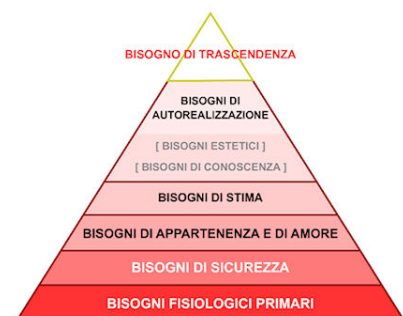 BISOGNO DI TRASCENDENZA
BISOGNI DI
AUTOREALIZZAZIONE
[ BISOGNI ESTETICI ]
[ BISOGNI DI CONOSCENZA ]
BISOGNI DI STIMA
BISOGNI DI APPARTENENZA E DI AMORE
BISOGNI DI SICUREZZA
BISOGNI FISIOLOGICI PRIMARI